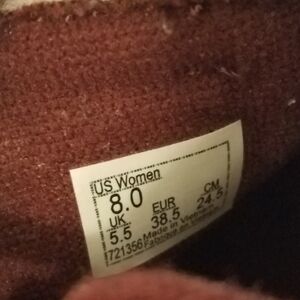 US Women
8.0
UK EUR CM
5.5 38.5 24.5
721356 Made in Vietnam
Fabriqué au Vietnam